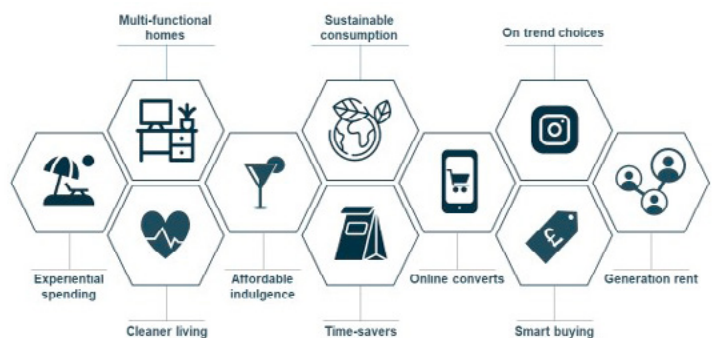 Multi-functional
homes
Sustainable
consumption
On trend choices
£
Experiential
spending
Affordable
indulgence
Online converts
Generation rent
Cleaner living
Time-savers
Smart buying